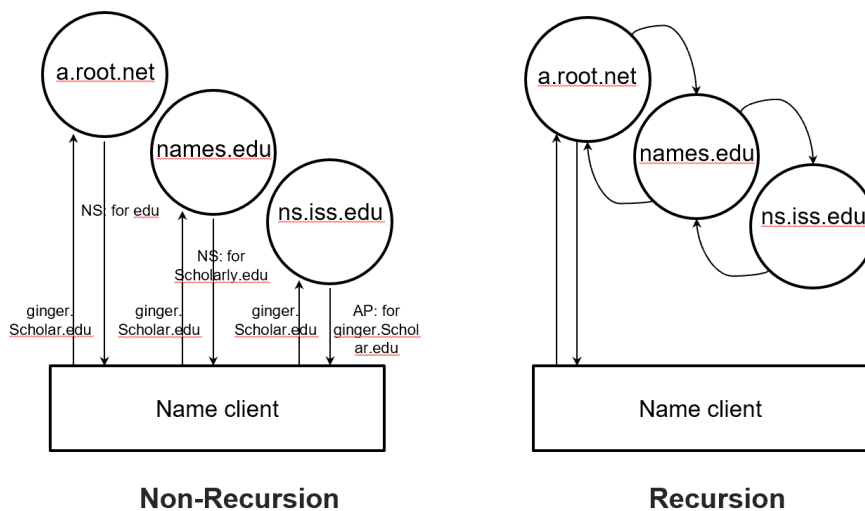 a.root.net
names.edu
ns.iss.edu
NS: for edu
NS: for
Scholarly.edu
ginger.
Scholar.edu
ginger.
Scholar.edu
ginger.
Scholar.edu
AP: for
ginger.Schol
ar.edu
Name client
Non-Recursion
a.root.net
names.edu
ns.iss.edu
Name client
Recursion